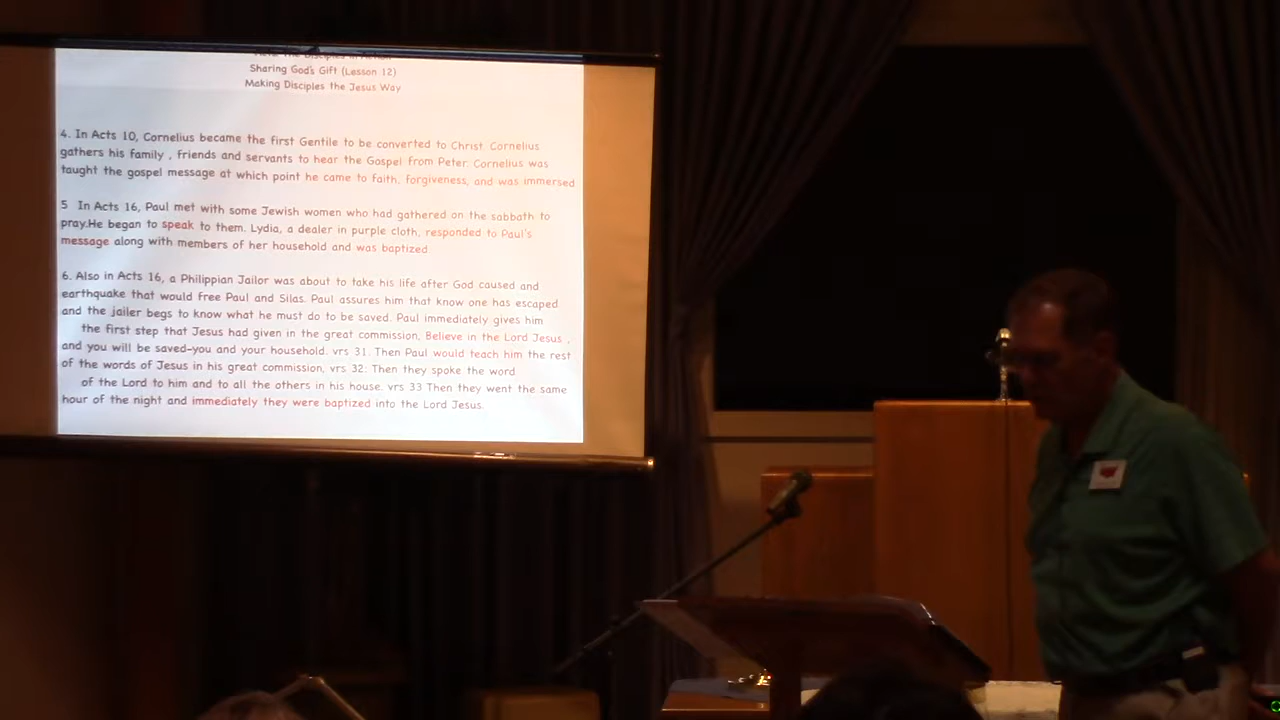 Sharing God's Gift (Lesson 12)
Making Disciples the Jesus Way
4. In Acts 10, Cornelius became the first Gentile to be converted to Christ. Cornelius
gathers his family , friends and servants to hear the Gospel from Peter. Cornelius was
taught the gospel message at which point he came to faith, forgiveness, and was immersed
5 In Acts 16, Paul met with some Jewish women who had gathered on the sabbath to
pray.He began to speak to them. Lydia, a dealer in purple cloth, responded to Paul's
message along with members of her household and was baptized
6. Also in Acts 16, a Philippian Jailor was about to take his life after God caused and
earthquake that would free Paul and Silas. Paul assures him that know one has escaped
and the jailer begs to know what he must do to be saved. Paul immediately gives him
the first step that Jesus had given in the great commission, Believe in the Lord Jesus ,
and you will be saved-you and your household. vrs 31. Then Paul would teach him the rest
of the words of Jesus in his great commission, vrs 32: Then they spoke the word
of the Lord to him and to all the others in his house. vrs 33 Then they went the same
hour of the night and immediately they were baptized into the Lord Jesus.